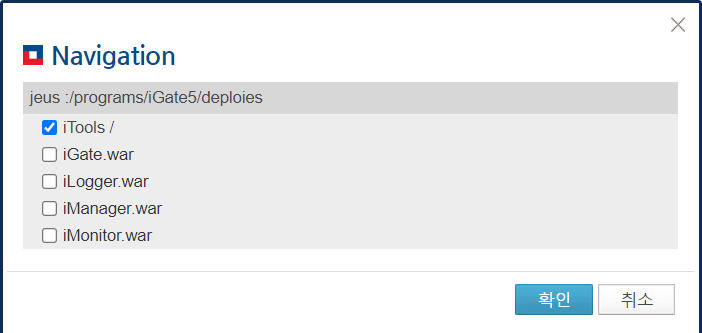 Navigation
jeus :/programs/iGate5/deploies
iTools /
iGate.war
iLogger.war
iManager.war
iMonitor.war
확인 취소